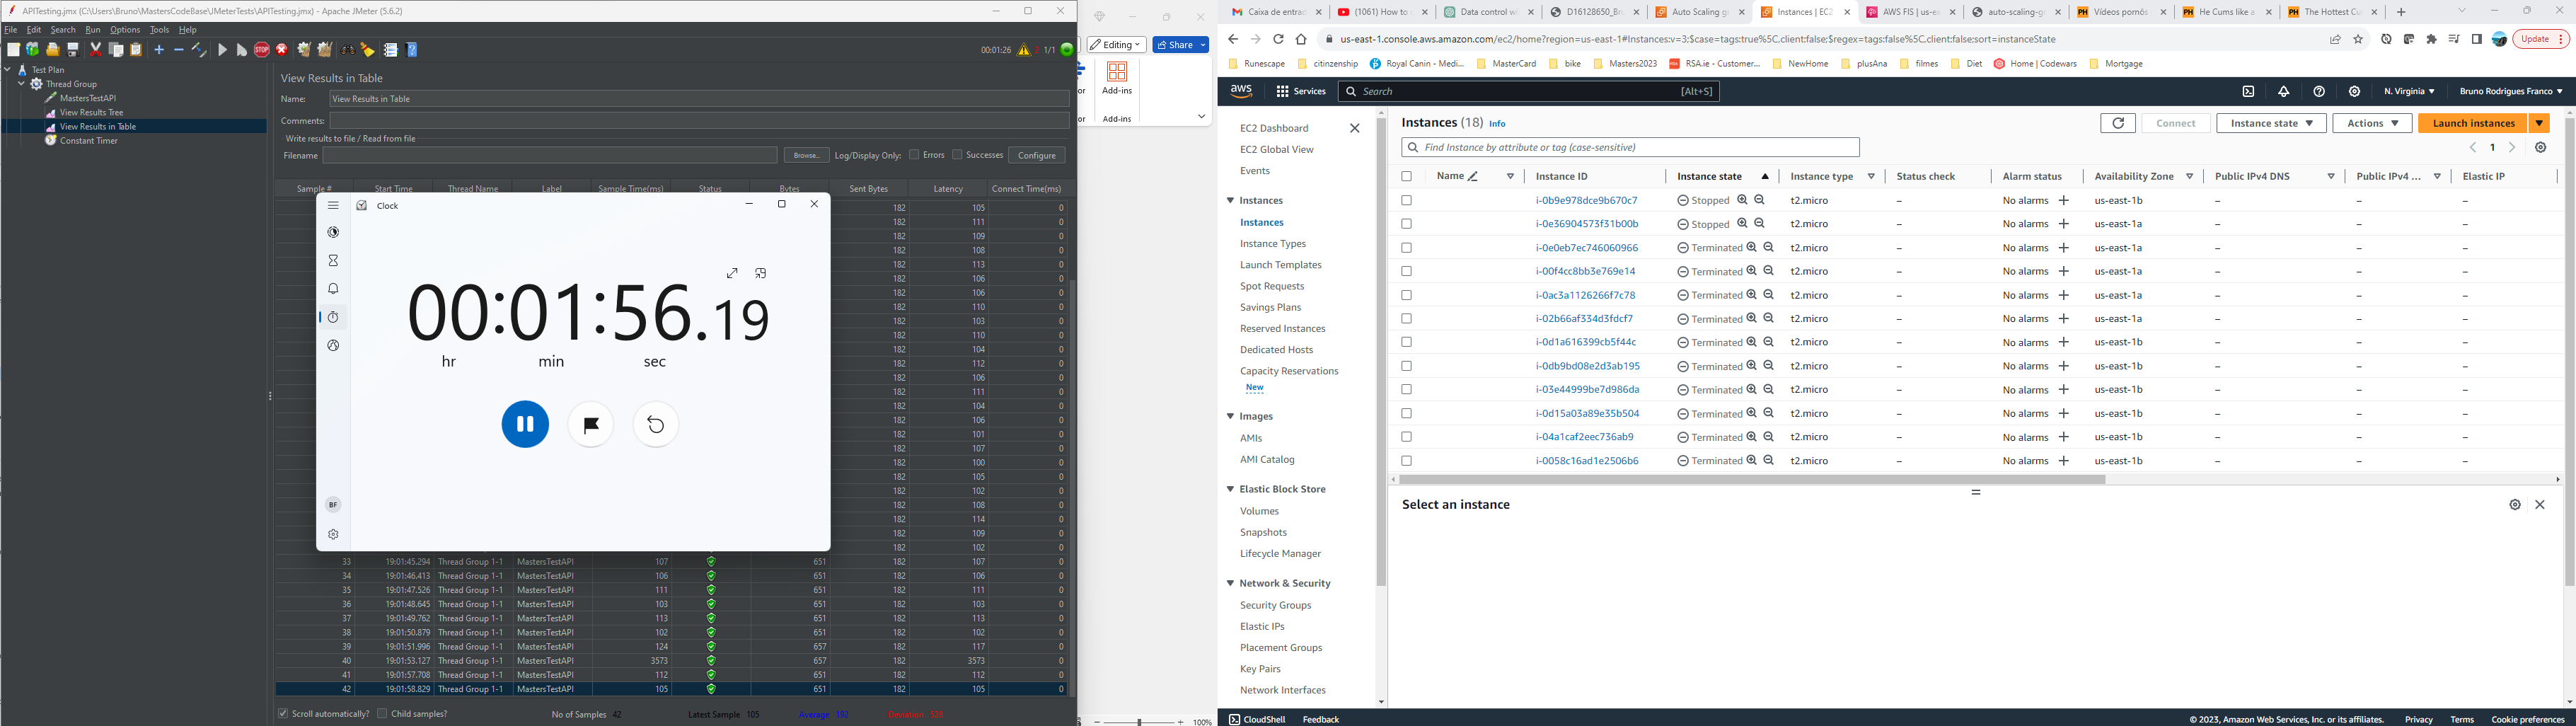 APITesting.jmx (C:\Users\Bruno\MastersCodeBase\JMeterTests\APITesting.jmx) - Apache JMeter (5.6.2)
File Edit Search Run Options Tools Help
00:01:26 1/1
Test Plan
Thread Group
MastersTestAPI
View Results Tree
View Results in Table
Constant Timer
View Results in Table
Name: View Results in Table
Comments:
Write results to file / Read from file
Filename Browse... Log/Display Only: Errors Successes Configure
Sample # Start Time Thread Name Label Sample Time(ms) Status Bytes Sent Bytes Latency Connect Time(ms)
182 105 0
182 111 0
182 109 0
182 108 0
182 113 0
182 106 0
182 106 0
182 110 0
182 103 0
182 110 0
182 104 0
182 112 0
182 106 0
182 111 0
182 104 0
182 106 0
182 101 0
182 107 0
182 100 0
182 105 0
182 102 0
182 108 0
182 114 0
182 109 0
182 102 0
33 19:01:45.294 Thread Group 1-1 MastersTestAPI 107 651 182 107 0
34 19:01:46.413 Thread Group 1-1 MastersTestAPI 106 651 182 106 0
35 19:01:47.526 Thread Group 1-1 MastersTestAPI 111 651 182 111 0
36 19:01:48.645 Thread Group 1-1 MastersTestAPI 103 651 182 103 0
37 19:01:49.762 Thread Group 1-1 MastersTestAPI 113 651 182 113 0
38 19:01:50.879 Thread Group 1-1 MastersTestAPI 102 651 182 102 0
39 19:01:51.996 Thread Group 1-1 MastersTestAPI 124 657 182 117 0
40 19:01:53.127 Thread Group 1-1 MastersTestAPI 3573 657 182 3573 0
41 19:01:57.708 Thread Group 1-1 MastersTestAPI 112 651 182 112 0
42 19:01:58.829 Thread Group 1-1 MastersTestAPI 105 651 182 105 0
Scroll automatically? Child samples? No of Samples 42 Latest Sample 105 Average 192 Deviation 528
Clock
00:01:56.19
hr min sec
BF
Editing Share
or Add-ins
or Add-ins
100%
Caixa de entrad (1061) How to Data control w D16128650_Br Auto Scaling g Instances | EC2 AWS FIS | us-ea auto-scaling-g Vídeos pornôs He Cums like a The Hottest Cu
us-east-1.console.aws.amazon.com/ec2/home?region=us-east-1#Instances:v=3;$case=tags:true%5C,client:false;$regex=tags:false%5C,client:false;sort=instanceState
Update
Runescape citizenship Royal Canin - Medi... MasterCard bike Masters2023 RSA.ie - Customer... NewHome plusAna filmes Diet Home | Codewars Mortgage
aws Services Search [Alt+S] N. Virginia Bruno Rodrigues Franco
EC2 Dashboard
EC2 Global View
Events
Instances
Instances
Instance Types
Launch Templates
Spot Requests
Savings Plans
Reserved Instances
Dedicated Hosts
Capacity Reservations
New
Images
AMIs
AMI Catalog
Elastic Block Store
Volumes
Snapshots
Lifecycle Manager
Network & Security
Security Groups
Elastic IPs
Placement Groups
Key Pairs
Network Interfaces
Instances (18) Info
Connect Instance state Actions Launch instances
Find Instance by attribute or tag (case-sensitive)
1
Name Instance ID Instance state Instance type Status check Alarm status Availability Zone Public IPv4 DNS Public IPv4 ... Elastic IP
i-0b9e978dce9b670c7 Stopped t2.micro – No alarms us-east-1b – – –
i-0e36904573f31b00b Stopped t2.micro – No alarms us-east-1a – – –
i-0e0eb7ec746060966 Terminated t2.micro – No alarms us-east-1a – – –
i-00f4cc8bb3e769e14 Terminated t2.micro – No alarms us-east-1a – – –
i-0ac3a1126266f7c78 Terminated t2.micro – No alarms us-east-1a – – –
i-02b66af334d3fdcf7 Terminated t2.micro – No alarms us-east-1a – – –
i-0d1a616399cb5f44c Terminated t2.micro – No alarms us-east-1b – – –
i-0db9bd08e2d3ab195 Terminated t2.micro – No alarms us-east-1b – – –
i-03e44999be7d986da Terminated t2.micro – No alarms us-east-1b – – –
i-0d15a03a89e35b504 Terminated t2.micro – No alarms us-east-1b – – –
i-04a1caf2eec736ab9 Terminated t2.micro – No alarms us-east-1b – – –
i-0058c16ad1e2506b6 Terminated t2.micro – No alarms us-east-1b – – –
Select an instance
CloudShell Feedback © 2023, Amazon Web Services, Inc. or its affiliates. Privacy Terms Cookie preferences